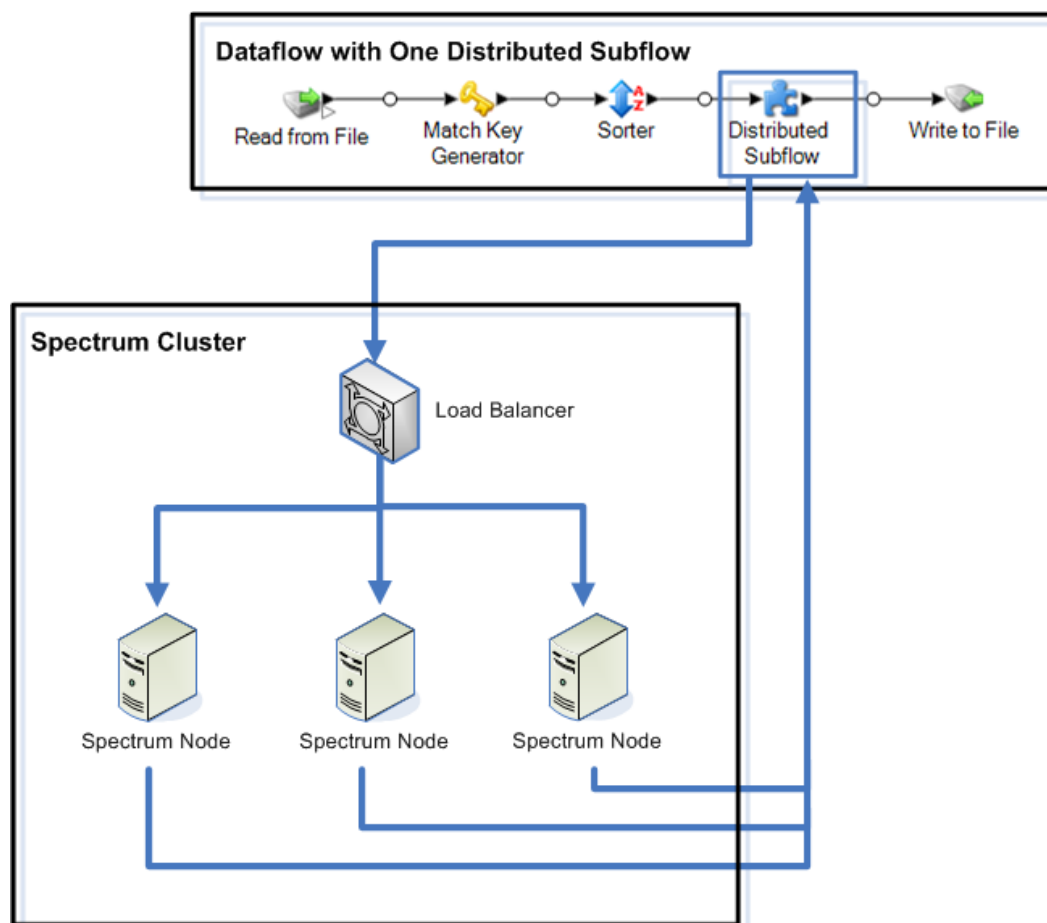 Dataflow with One Distributed Subflow
Read from File
Match Key
Generator
A
Z
Sorter
Distributed
Subflow
Write to File
Spectrum Cluster
Load Balancer
Spectrum Node
Spectrum Node
Spectrum Node